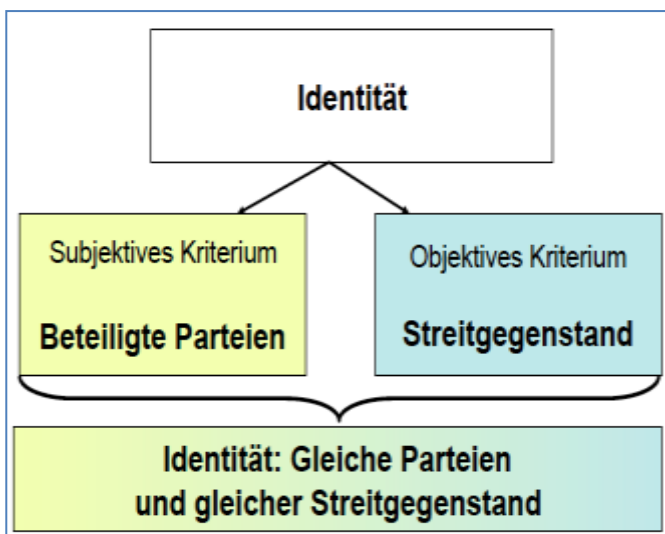 Identität
Subjektives Kriterium
Beteiligte Parteien
Objektives Kriterium
Streitgegenstand
Identität: Gleiche Parteien
und gleicher Streitgegenstand